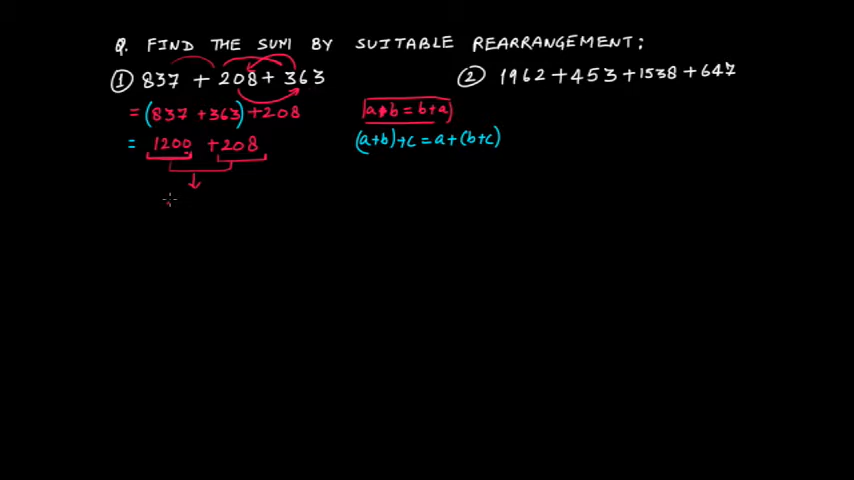 Q. FIND THE SUM BY SUITABLE REARRANGEMENT;
① 837 + 208 + 363
② 1962 + 453 + 1538 + 647
= (837 + 363) + 208
a+b = b+a
= 1200 + 208
(a+b)+c = a+(b+c)